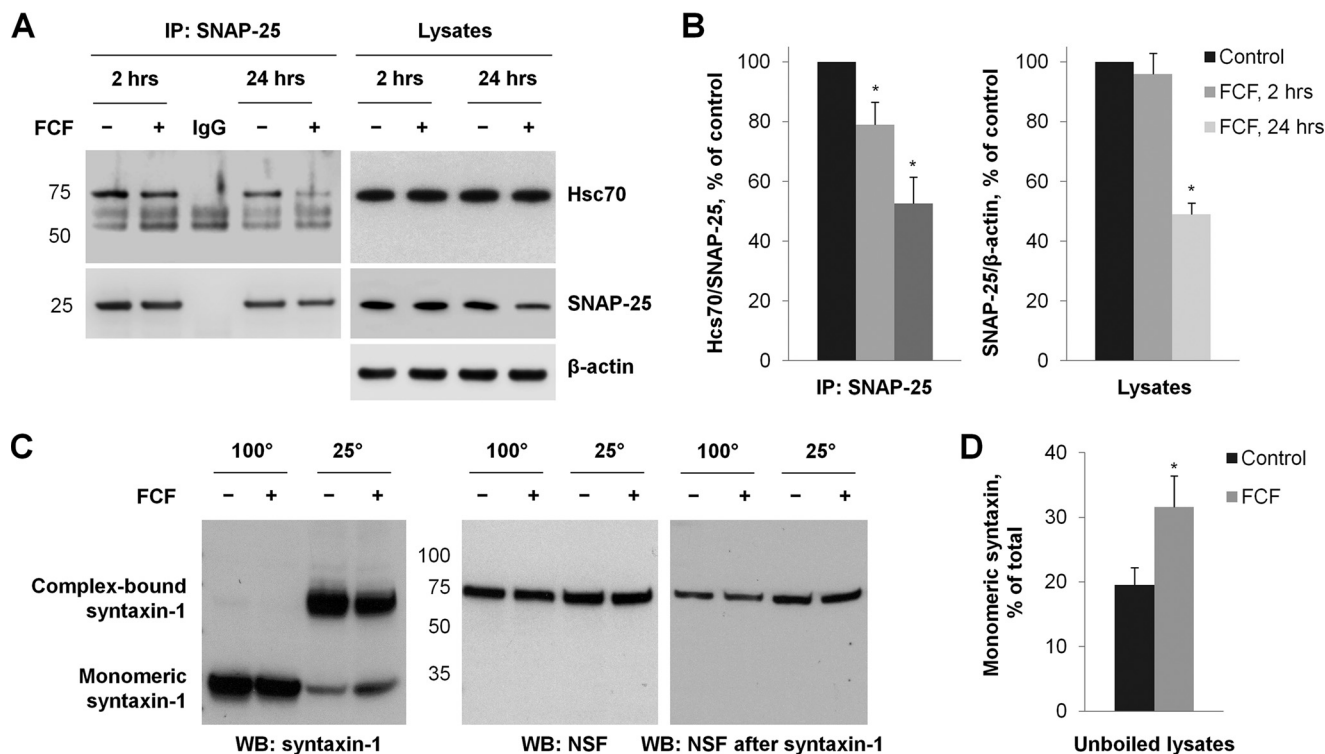 A
IP: SNAP-25
Lysates
2 hrs
24 hrs
2 hrs
24 hrs
FCF
–
+
IgG
–
+
–
+
–
+
75
50
Hsc70
25
SNAP-25
β-actin
B
Hcs70/SNAP-25, % of control
100
80
60
40
20
0
*
*
IP: SNAP-25
SNAP-25/β-actin, % of control
100
80
60
40
20
0
*
Lysates
Control
FCF, 2 hrs
FCF, 24 hrs
C
100°
25°
100°
25°
100°
25°
FCF
–
+
–
+
–
+
–
+
–
+
–
+
Complex-bound
syntaxin-1
Monomeric
syntaxin-1
100
75
50
35
WB: syntaxin-1
WB: NSF
WB: NSF after syntaxin-1
D
Monomeric syntaxin,
% of total
40
30
20
10
0
*
Control
FCF
Unboiled lysates